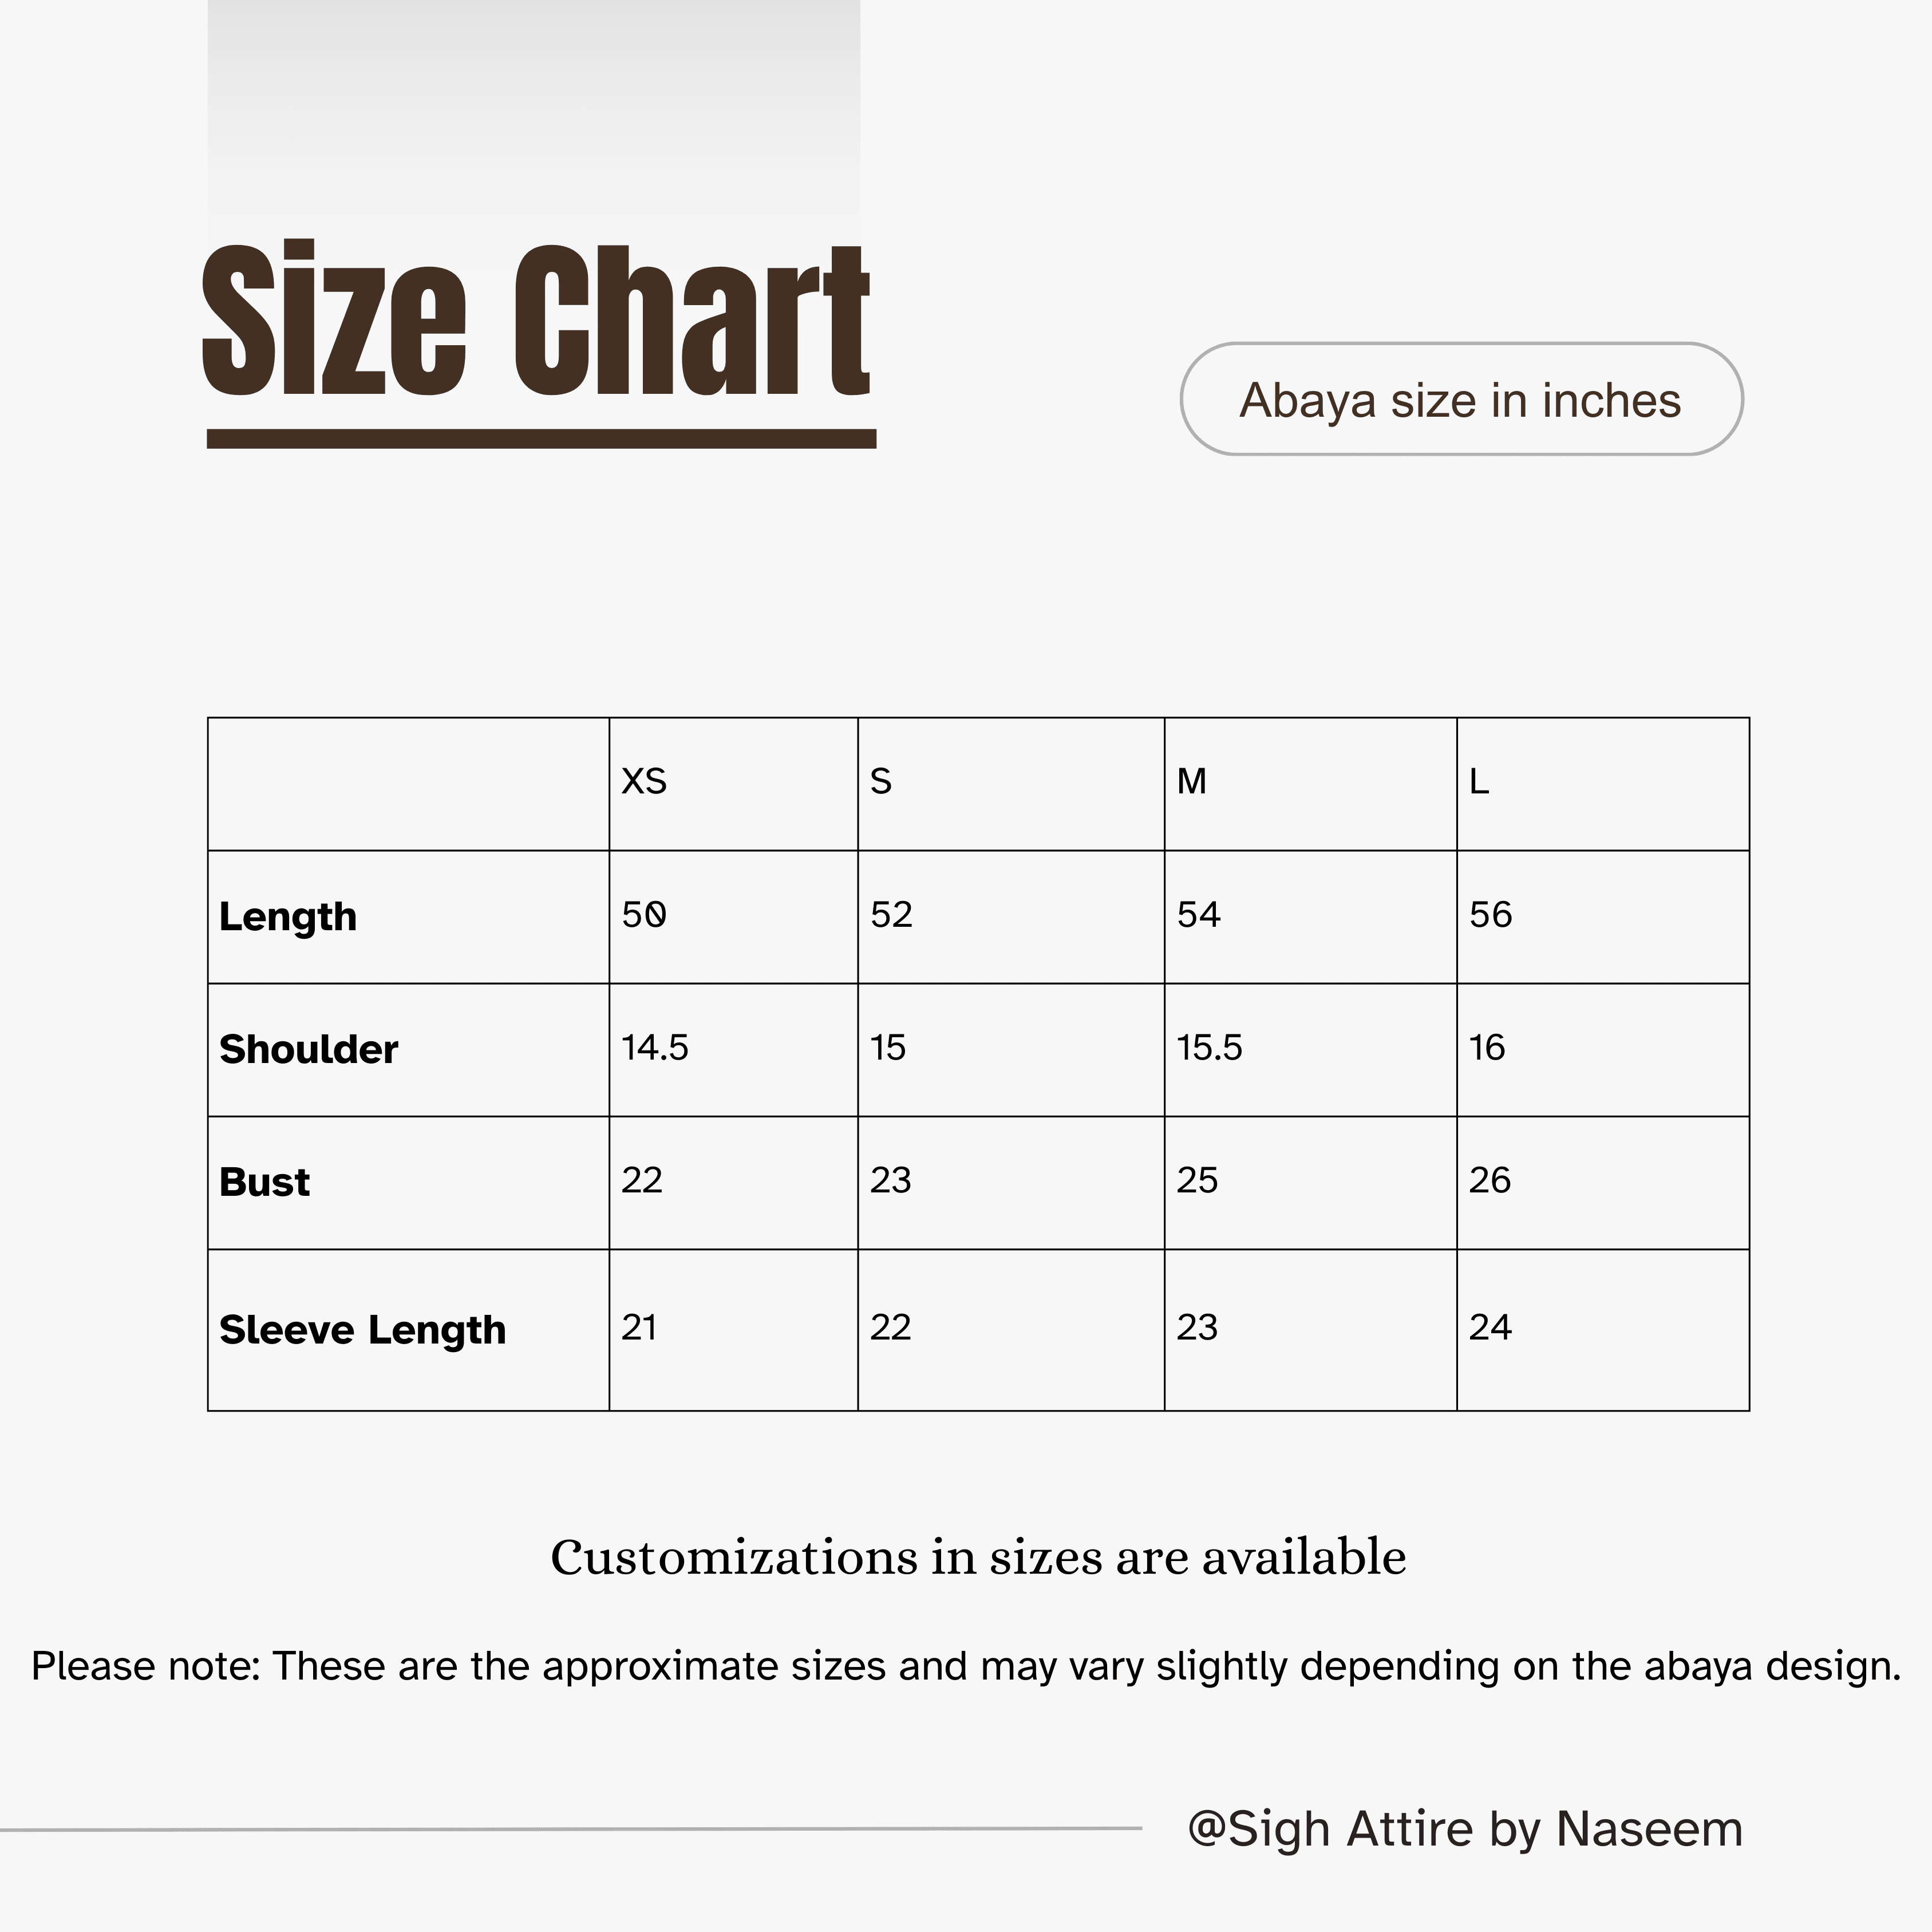 Size Chart
Abaya size in inches
XS S M L
Length 50 52 54 56
Shoulder 14.5 15 15.5 16
Bust 22 23 25 26
Sleeve Length 21 22 23 24
Customizations in sizes are available
Please note: These are the approximate sizes and may vary slightly depending on the abaya design.
@Sigh Attire by Naseem